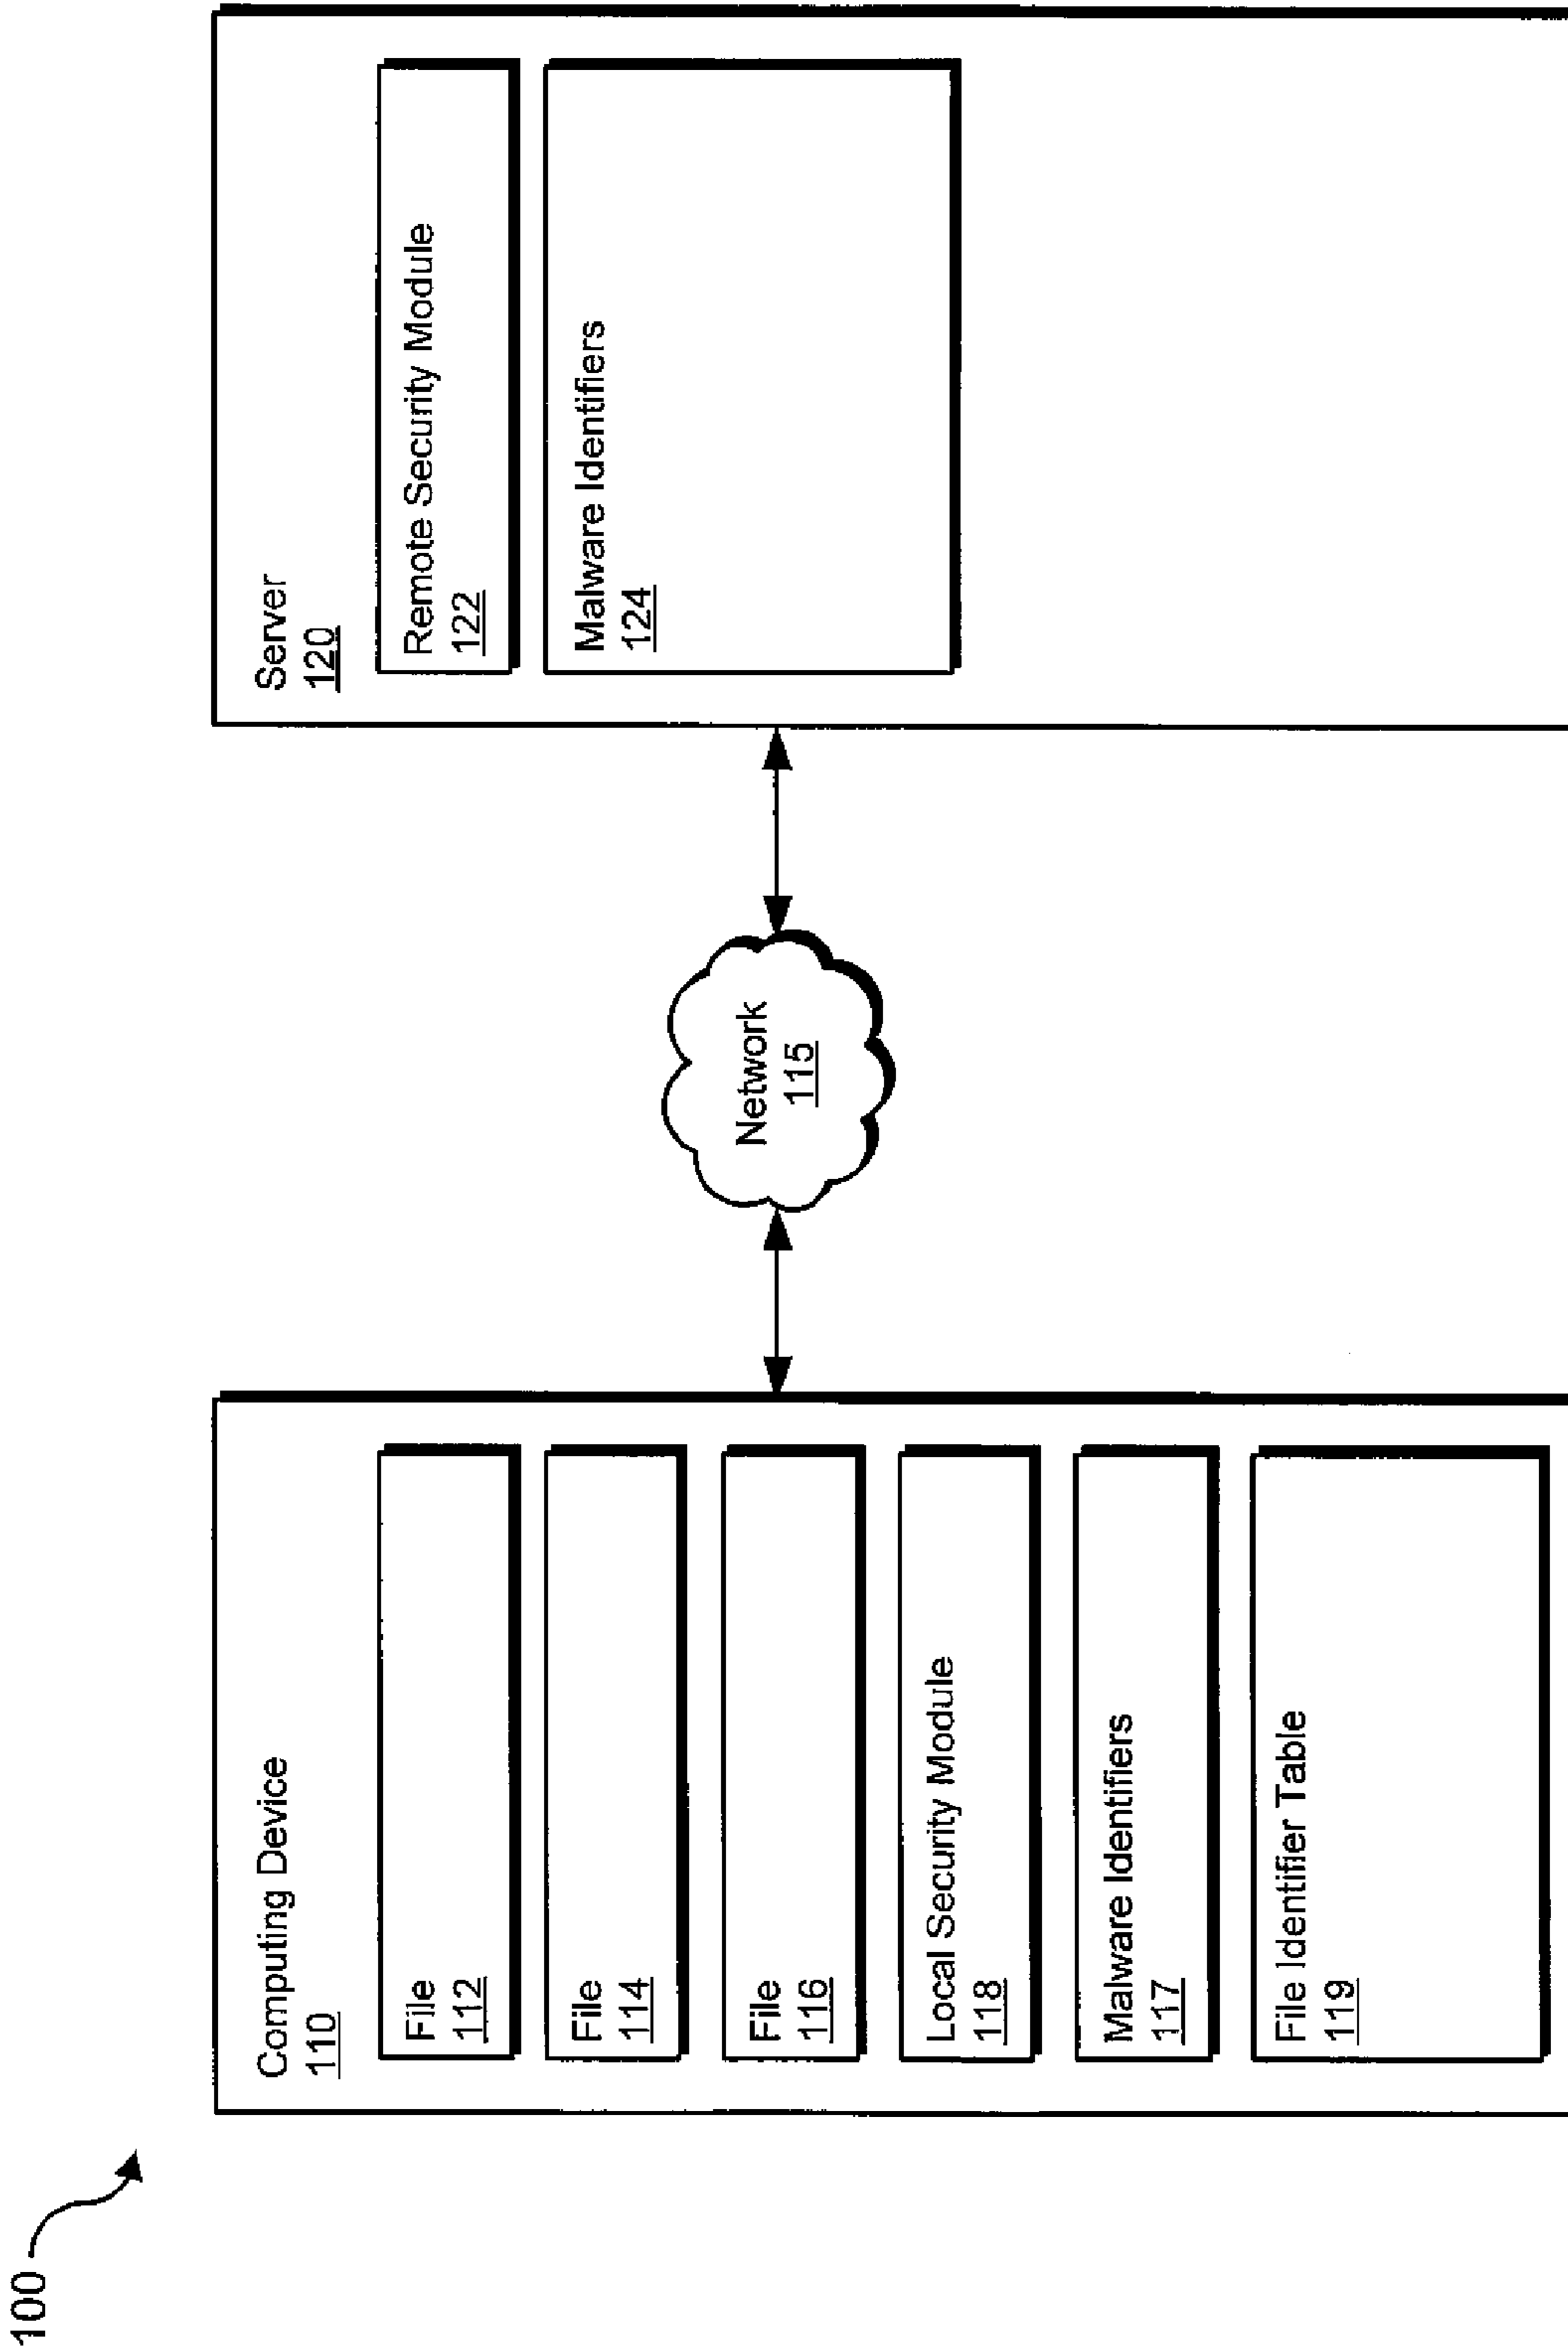 100
Computing Device
110
File
112
File
114
File
116
Local Security Module
118
Malware Identifiers
117
File Identifier Table
119
Network
115
Server
120
Remote Security Module
122
Malware Identifiers
124